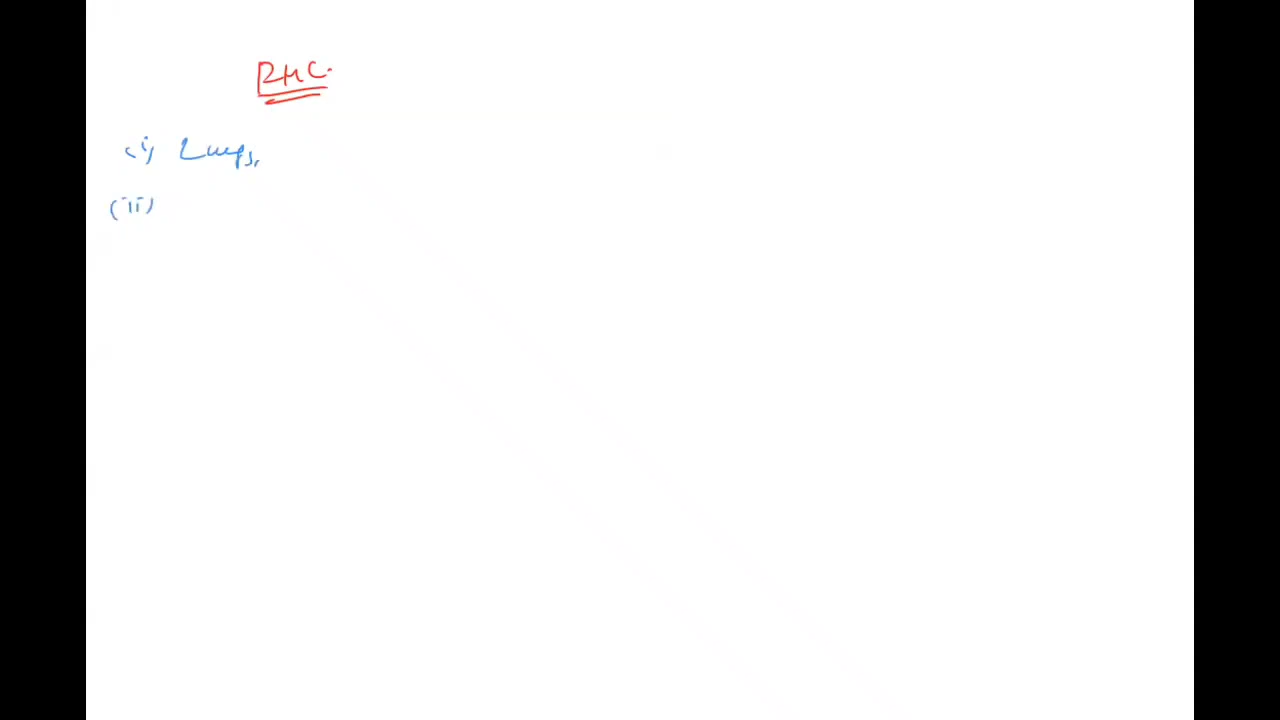 RHC.
(i) Lungs,
(ii)